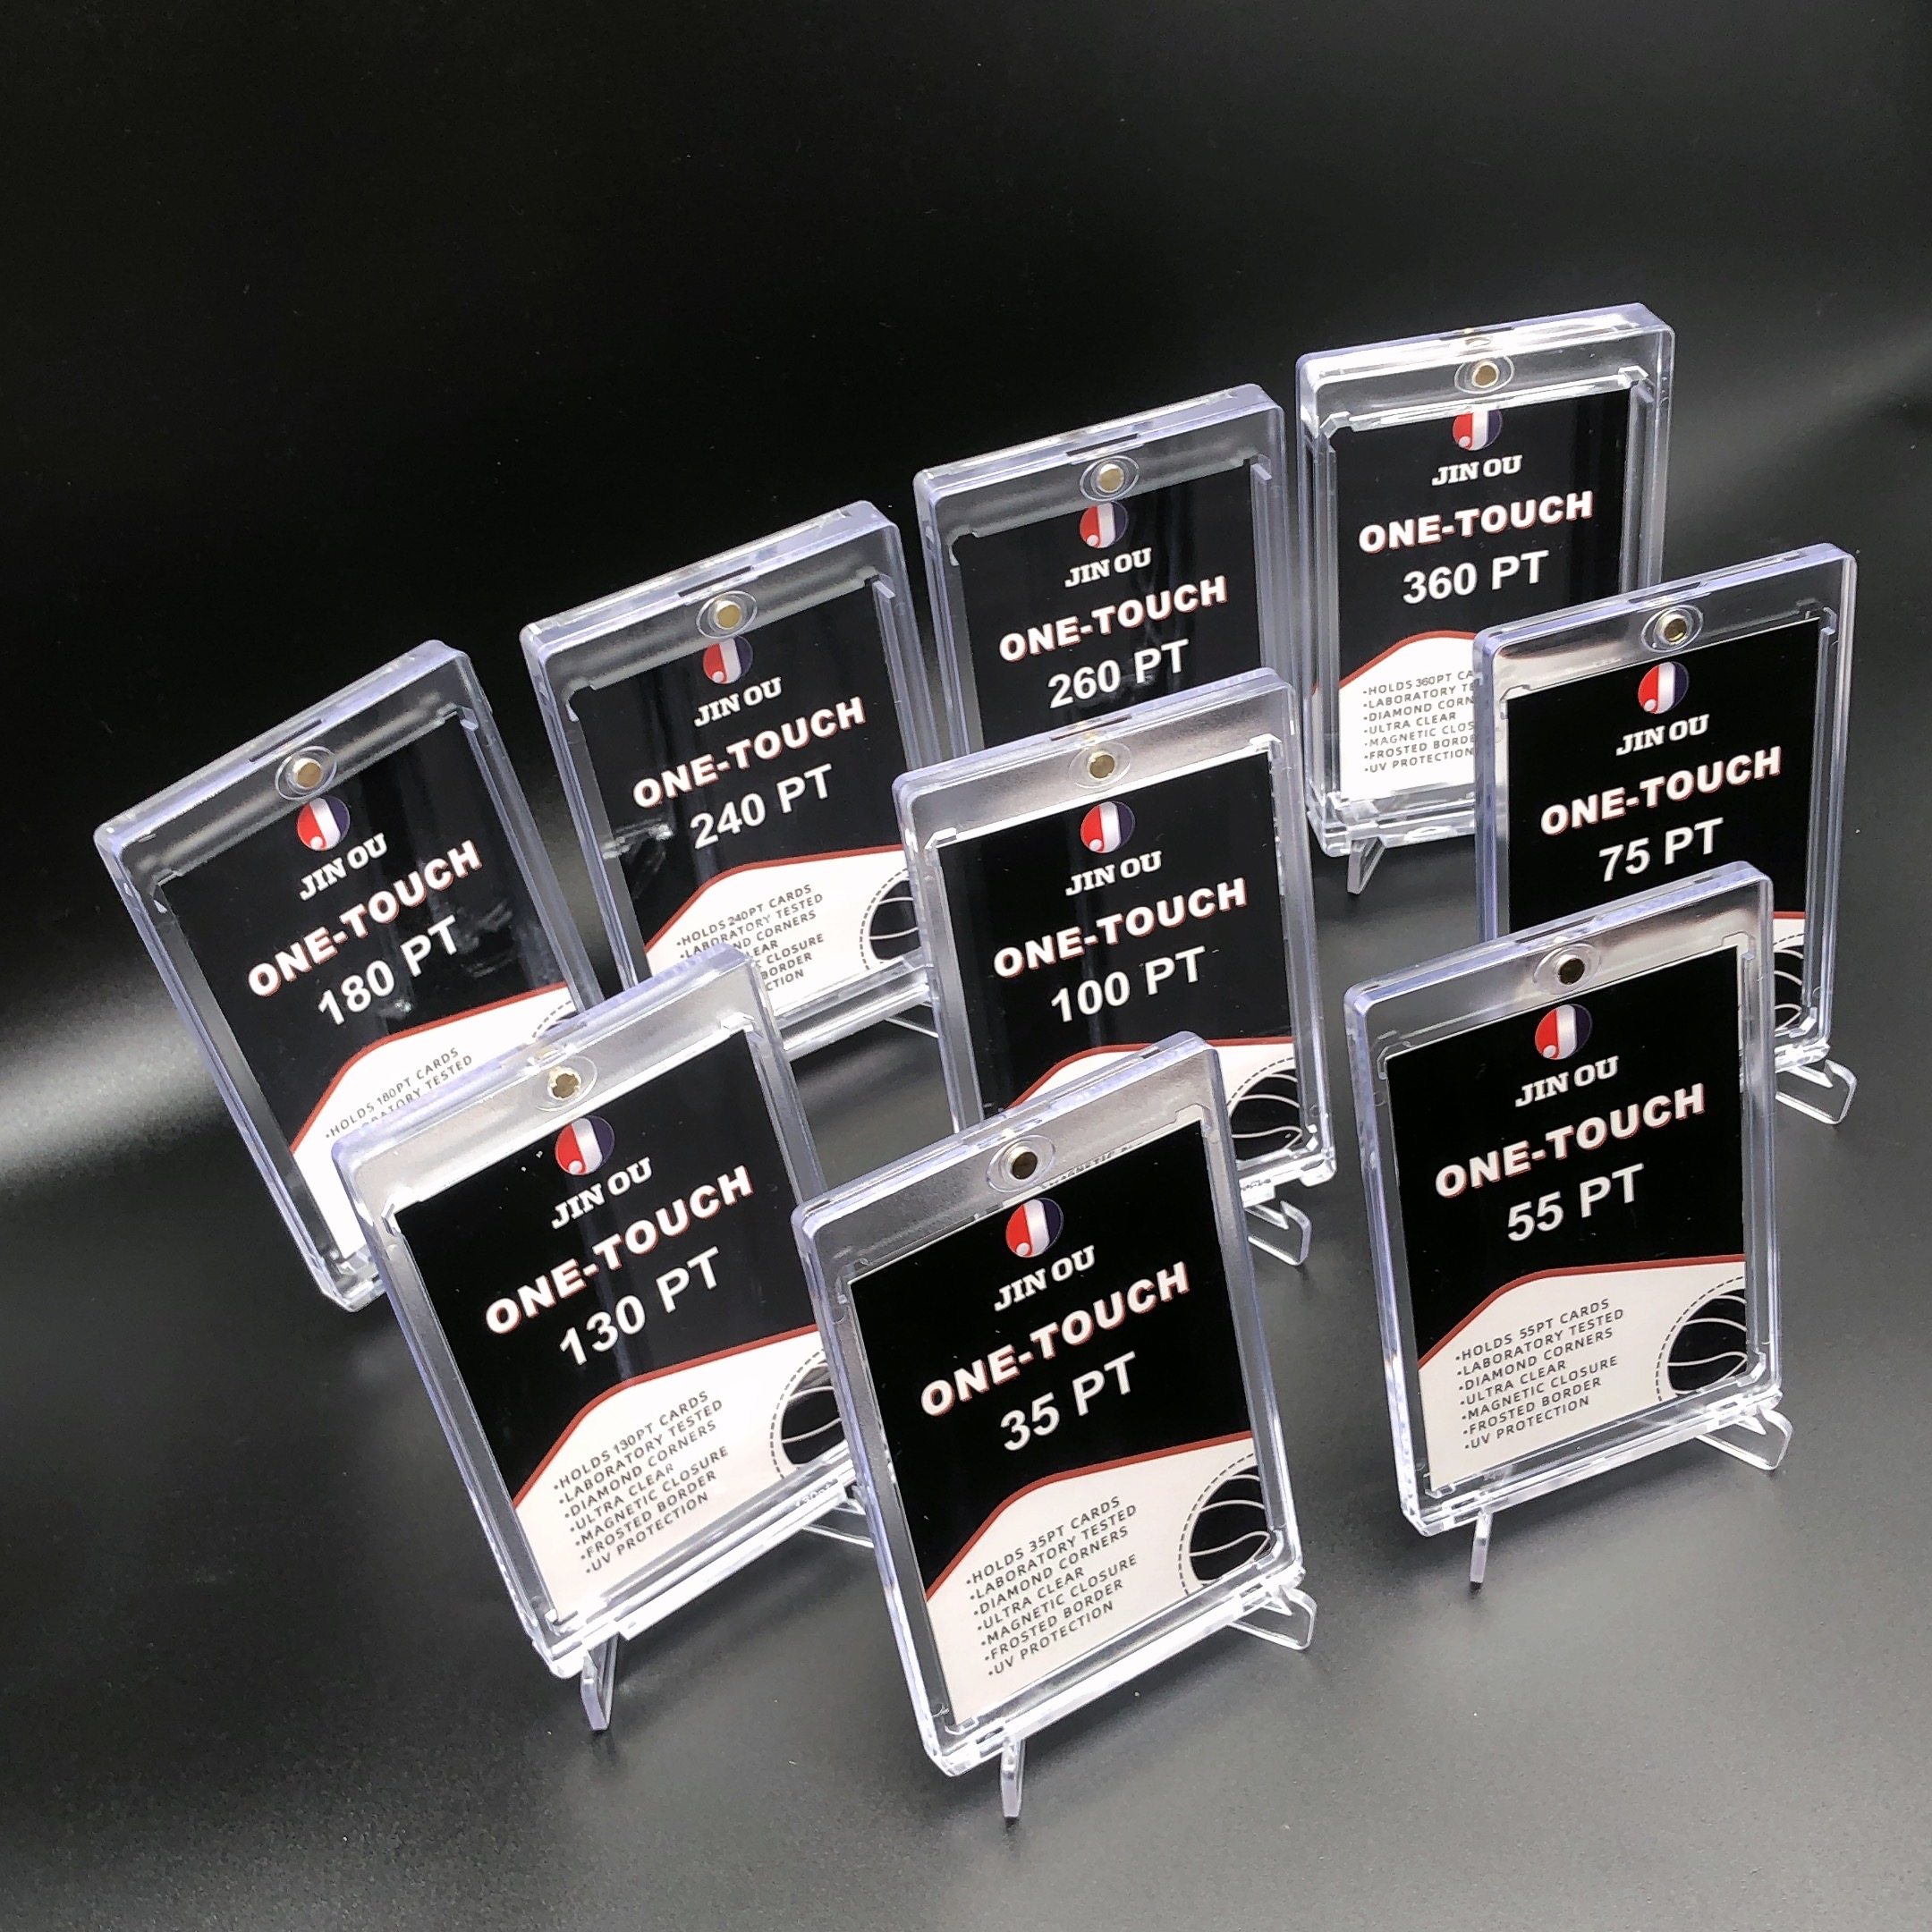 JIN OU
ONE-TOUCH
360 PT
•HOLDS 360PT
•LABORATORY
•DIAMOND
•ULTRA CLEAR
•MAGNETIC
•FROSTED
•UV PROTECTION
JIN OU
ONE-TOUCH
260 PT
JIN OU
ONE-TOUCH
240 PT
•HOLDS 240PT CARDS
•LABORATORY TESTED
CORNERS
CLOSURE
BORDER
JIN OU
ONE-TOUCH
180 PT
•HOLDS 180PT CARDS
TESTED
JIN OU
ONE-TOUCH
75 PT
JIN OU
ONE-TOUCH
100 PT
JIN OU
ONE-TOUCH
55 PT
•HOLDS 55PT CARDS
•LABORATORY TESTED
•DIAMOND CORNERS
•ULTRA CLEAR
•MAGNETIC CLOSURE
•FROSTED BORDER
•UV PROTECTION
JIN OU
ONE-TOUCH
130 PT
•HOLDS 130PT CARDS
•LABORATORY TESTED
•DIAMOND CORNERS
•ULTRA CLEAR
•MAGNETIC CLOSURE
•FROSTED BORDER
•UV PROTECTION
JIN OU
ONE-TOUCH
35 PT
•HOLDS 35PT CARDS
•LABORATORY TESTED
•DIAMOND CORNERS
•ULTRA CLEAR
•MAGNETIC CLOSURE
•FROSTED BORDER
•UV PROTECTION